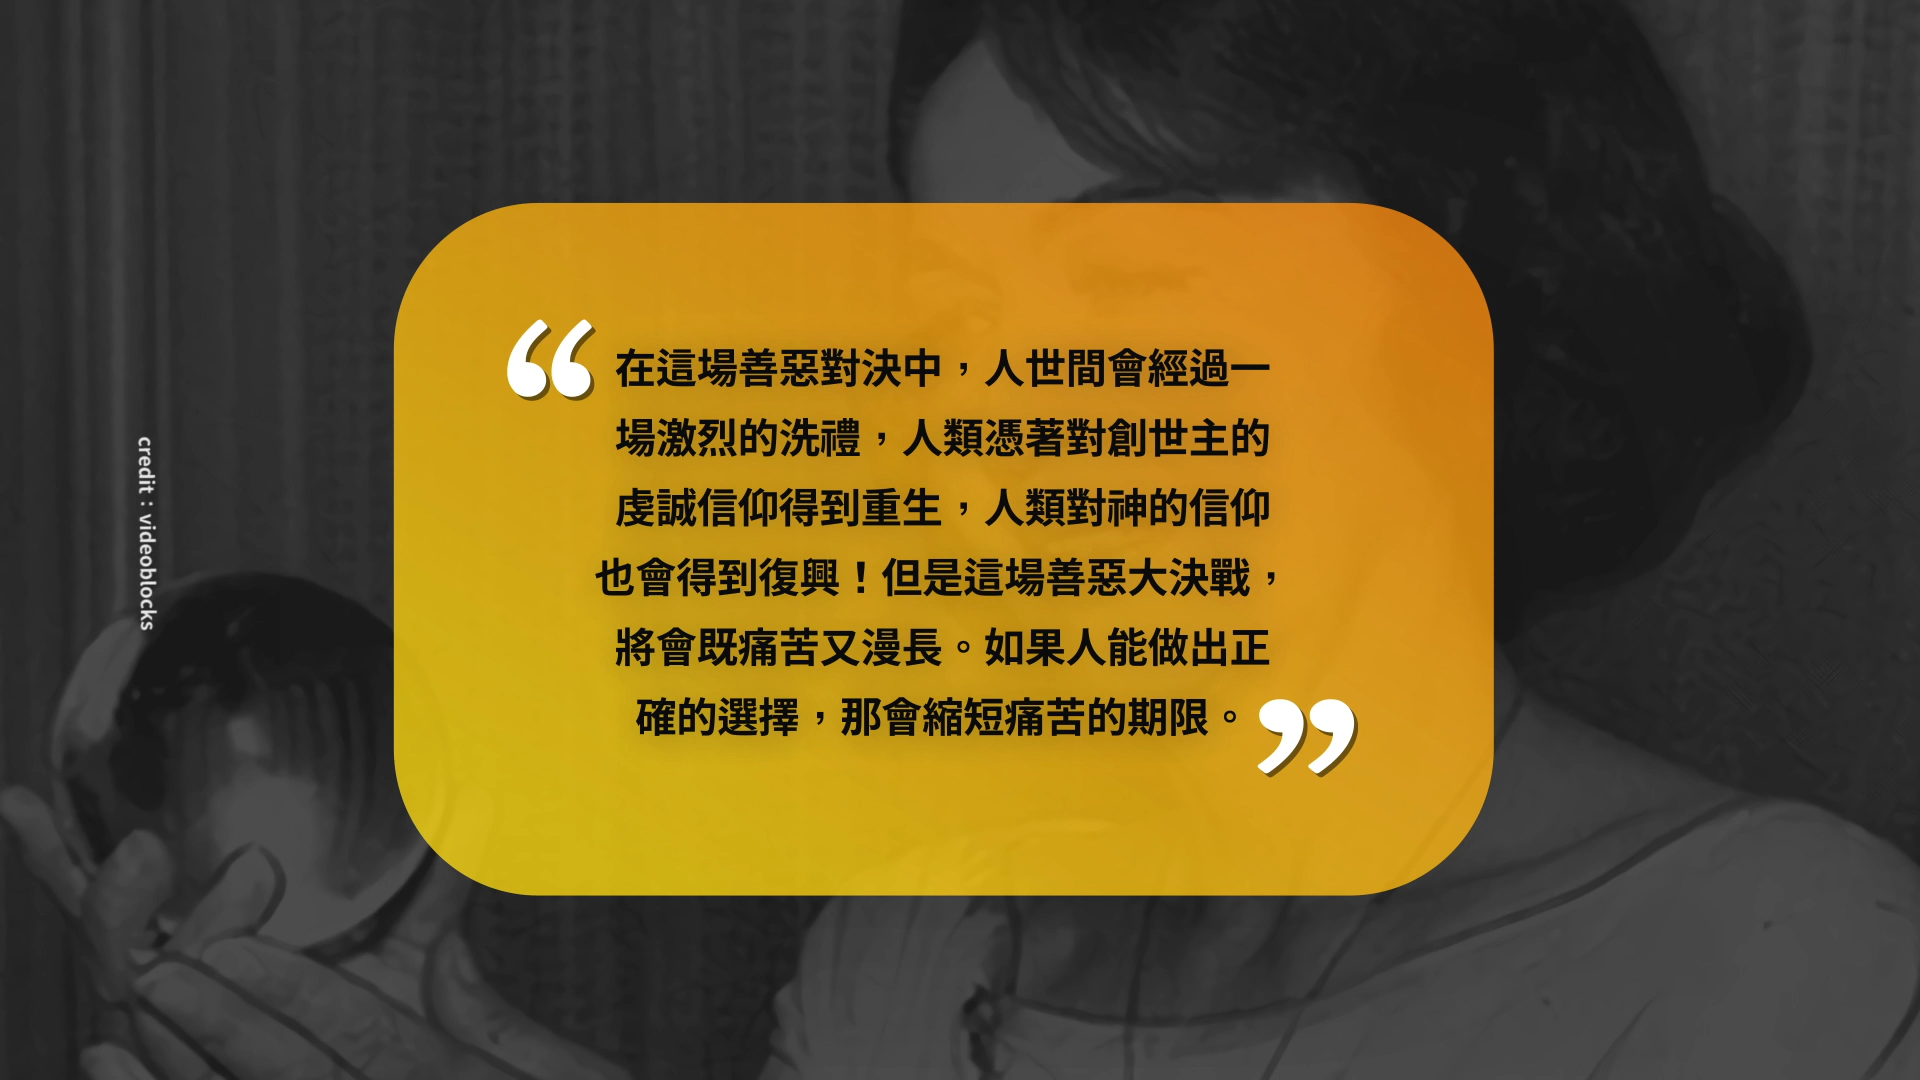 在這場善惡對決中，人世間會經過一
場激烈的洗禮，人類憑著對創世主的
虔誠信仰得到重生，人類對神的信仰
也會得到復興！但是這場善惡大決戰，
將會既痛苦又漫長。如果人能做出正
確的選擇，那會縮短痛苦的期限。
credit：videoblocks